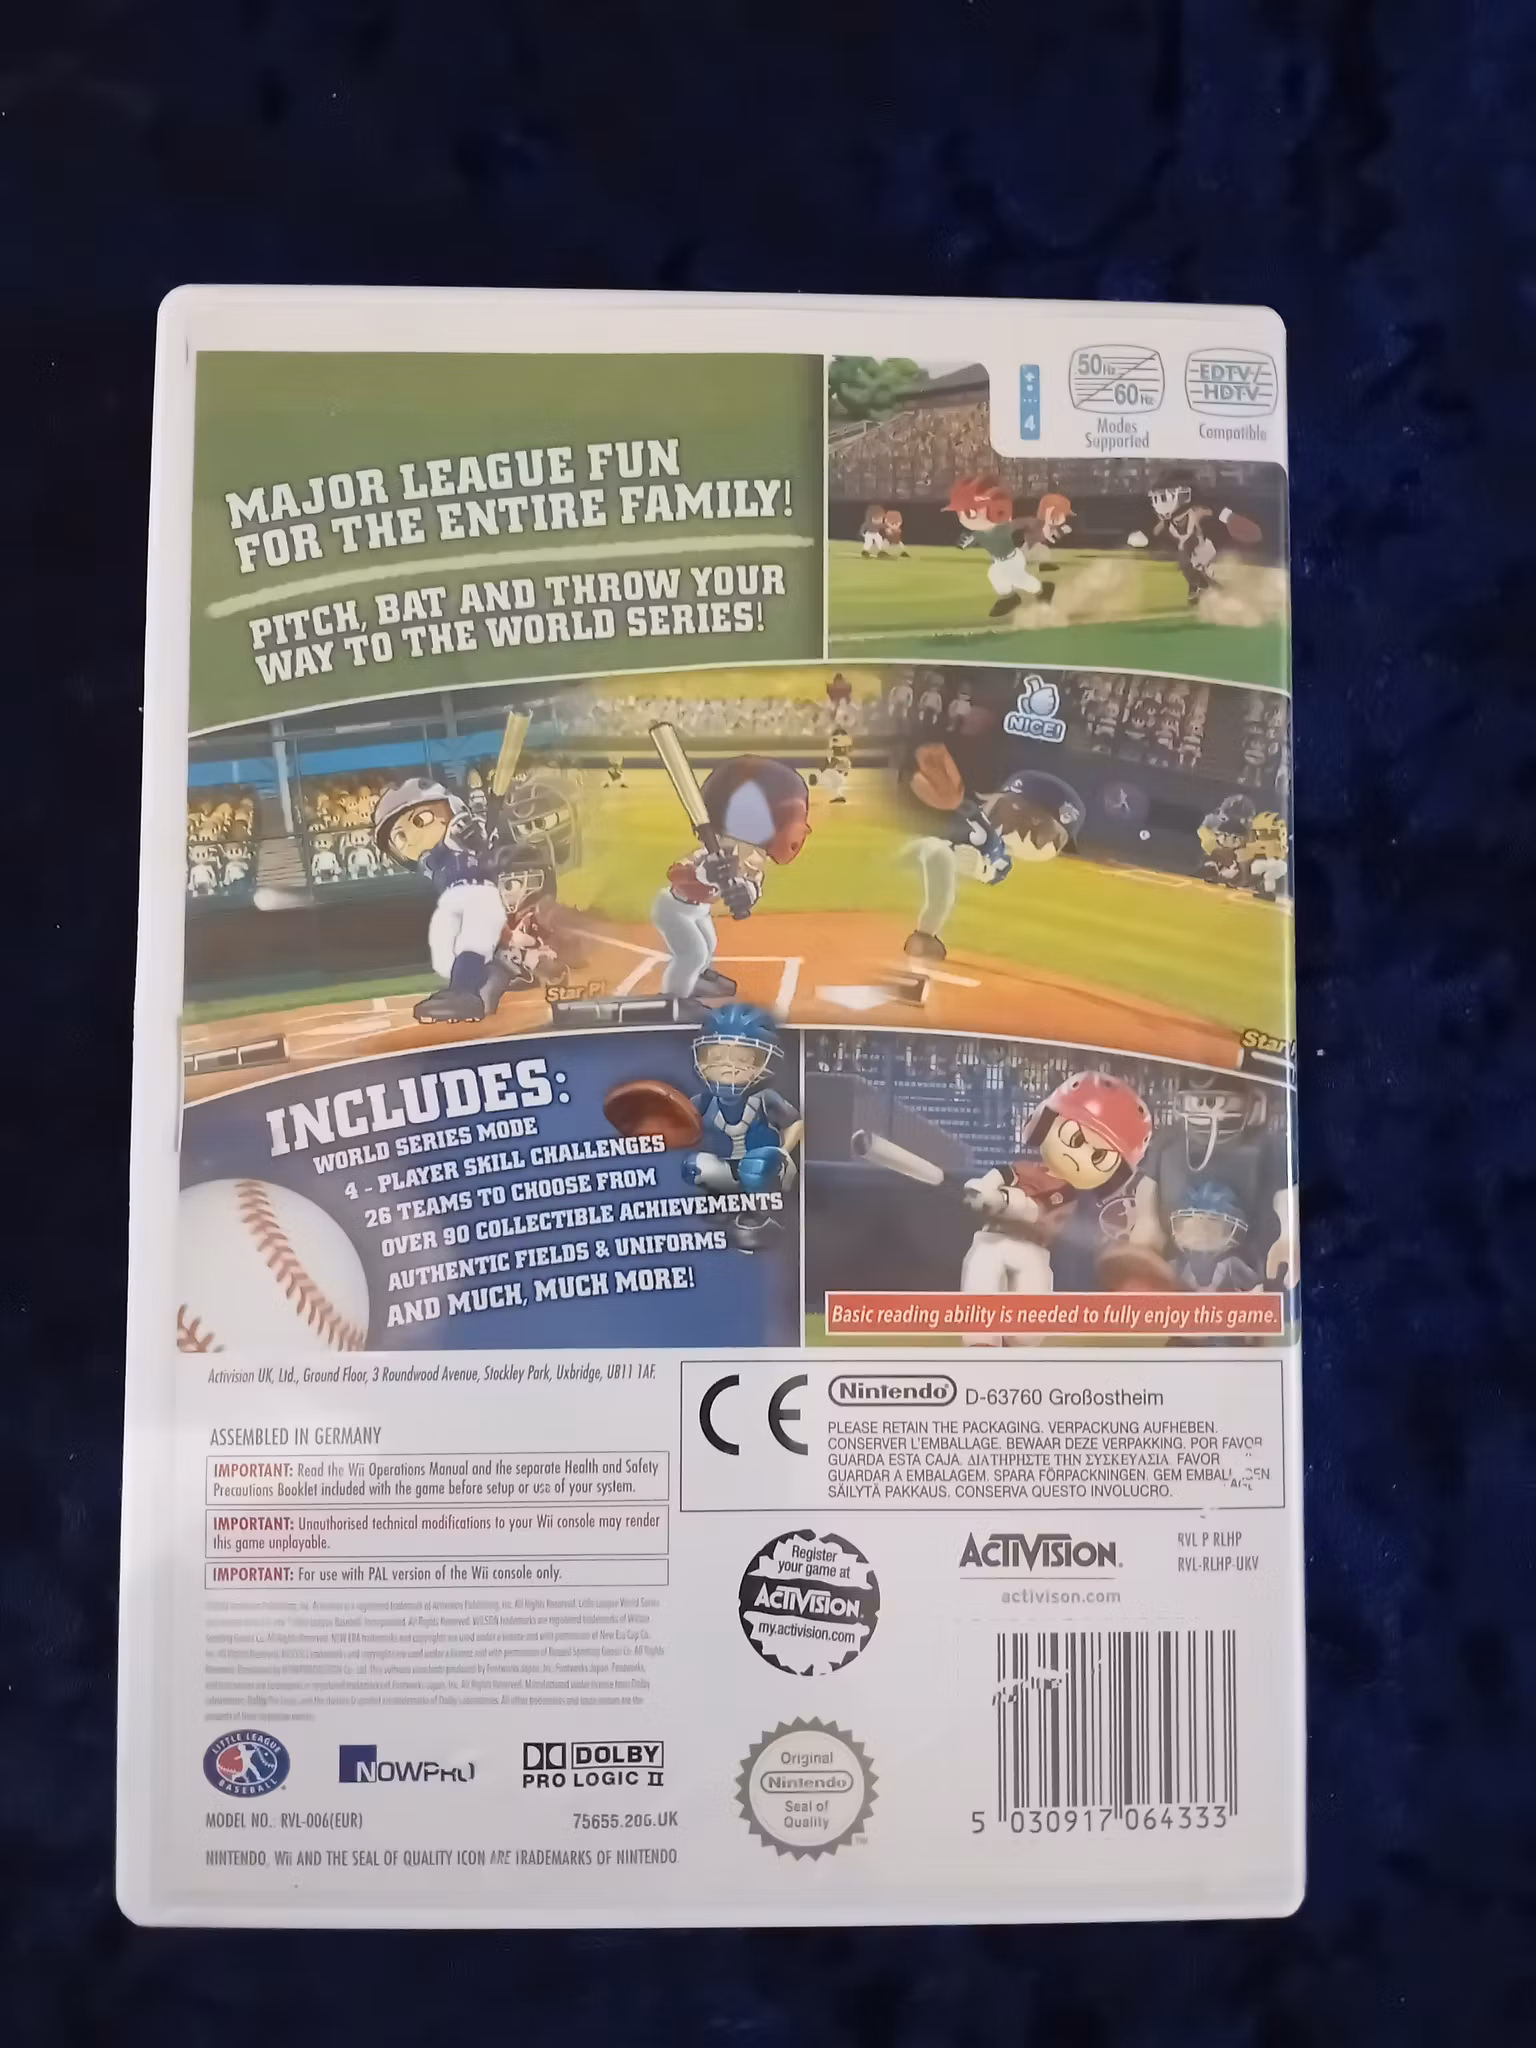 50Hz
60Hz
Modes
Supported
EDTV/
HDTV
Compatible
4
MAJOR LEAGUE FUN
FOR THE ENTIRE FAMILY!
PITCH, BAT AND THROW YOUR
WAY TO THE WORLD SERIES!
NICE!
Star Pl
Star
INCLUDES:
WORLD SERIES MODE
4 - PLAYER SKILL CHALLENGES
26 TEAMS TO CHOOSE FROM
OVER 90 COLLECTIBLE ACHIEVEMENTS
AUTHENTIC FIELDS & UNIFORMS
AND MUCH, MUCH MORE!
Basic reading ability is needed to fully enjoy this game.
Activision UK, Ltd., Ground Floor, 3 Roundwood Avenue, Stockley Park, Uxbridge, UB11 1AF.
ASSEMBLED IN GERMANY
IMPORTANT: Read the Wii Operations Manual and the separate Health and Safety
Precautions Booklet included with the game before setup or use of your system.
IMPORTANT: Unauthorised technical modifications to your Wii console may render
this game unplayable.
IMPORTANT: For use with PAL version of the Wii console only.
CE
Nintendo D-63760 Großostheim
PLEASE RETAIN THE PACKAGING. VERPACKUNG AUFHEBEN.
CONSERVER L'EMBALLAGE. BEWAAR DEZE VERPAKKING. POR FAVOR
GUARDA ESTA CAJA. ΔΙΑΤΗΡΗΣΤΕ ΤΗΝ ΣΥΣΚΕΥΑΣΙΑ. FAVOR
GUARDAR A EMBALAGEM. SPARA FÖRPACKNINGEN. GEM
SÄILYTÄ PAKKAUS. CONSERVA QUESTO INVOLUCRO.
Register
your game at
ACTIVISION
my.activision.com
ACTIVISION.
activison.com
RVL P RLHP
RVL-RLHP-UKV
LITTLE LEAGUE
BASEBALL
NOWPRO
DOLBY
PRO LOGIC II
Original
Nintendo
Seal of
Quality
TM
5 030917 064333
MODEL NO.: RVL-006(EUR)
75655.206.UK
NINTENDO, Wii AND THE SEAL OF QUALITY ICON ARE TRADEMARKS OF NINTENDO.